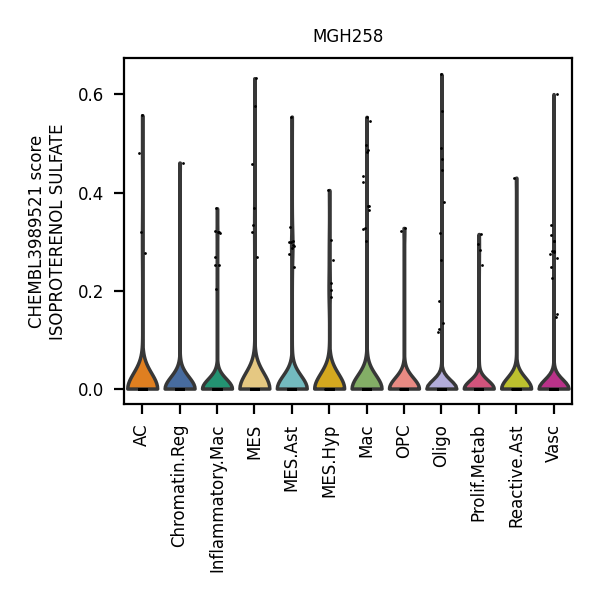 MGH258
CHEMBL3989521 score
ISOPROTERENOL SULFATE
0.6
0.4
0.2
0.0
AC
Chromatin.Reg
Inflammatory.Mac
MES
MES.Ast
MES.Hyp
Mac
OPC
Oligo
Prolif.Metab
Reactive.Ast
Vasc